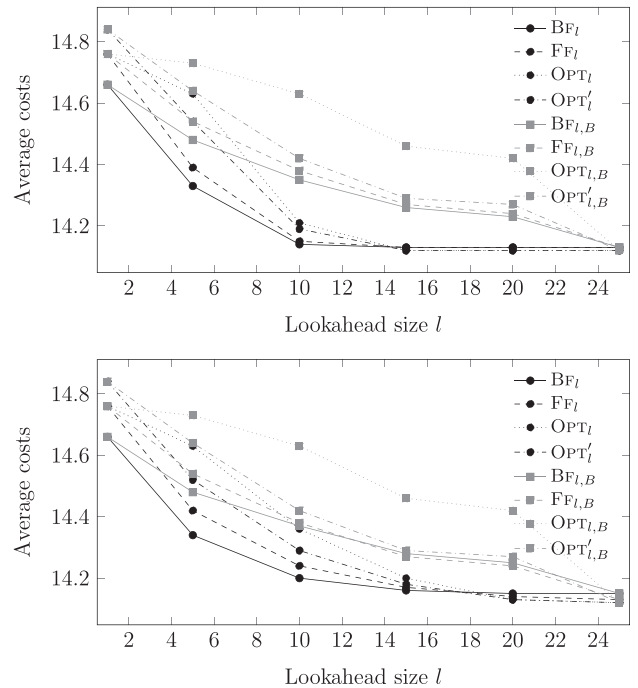 14.8
14.6
14.4
14.2
Average costs
2 4 6 8 10 12 14 16 18 20 22 24
Lookahead size l
BFl
FFl
OPTl
OPT′l
BFl,B
FFl,B
OPTl,B
OPT′l,B
14.8
14.6
14.4
14.2
Average costs
2 4 6 8 10 12 14 16 18 20 22 24
Lookahead size l
BFl
FFl
OPTl
OPT′l
BFl,B
FFl,B
OPTl,B
OPT′l,B